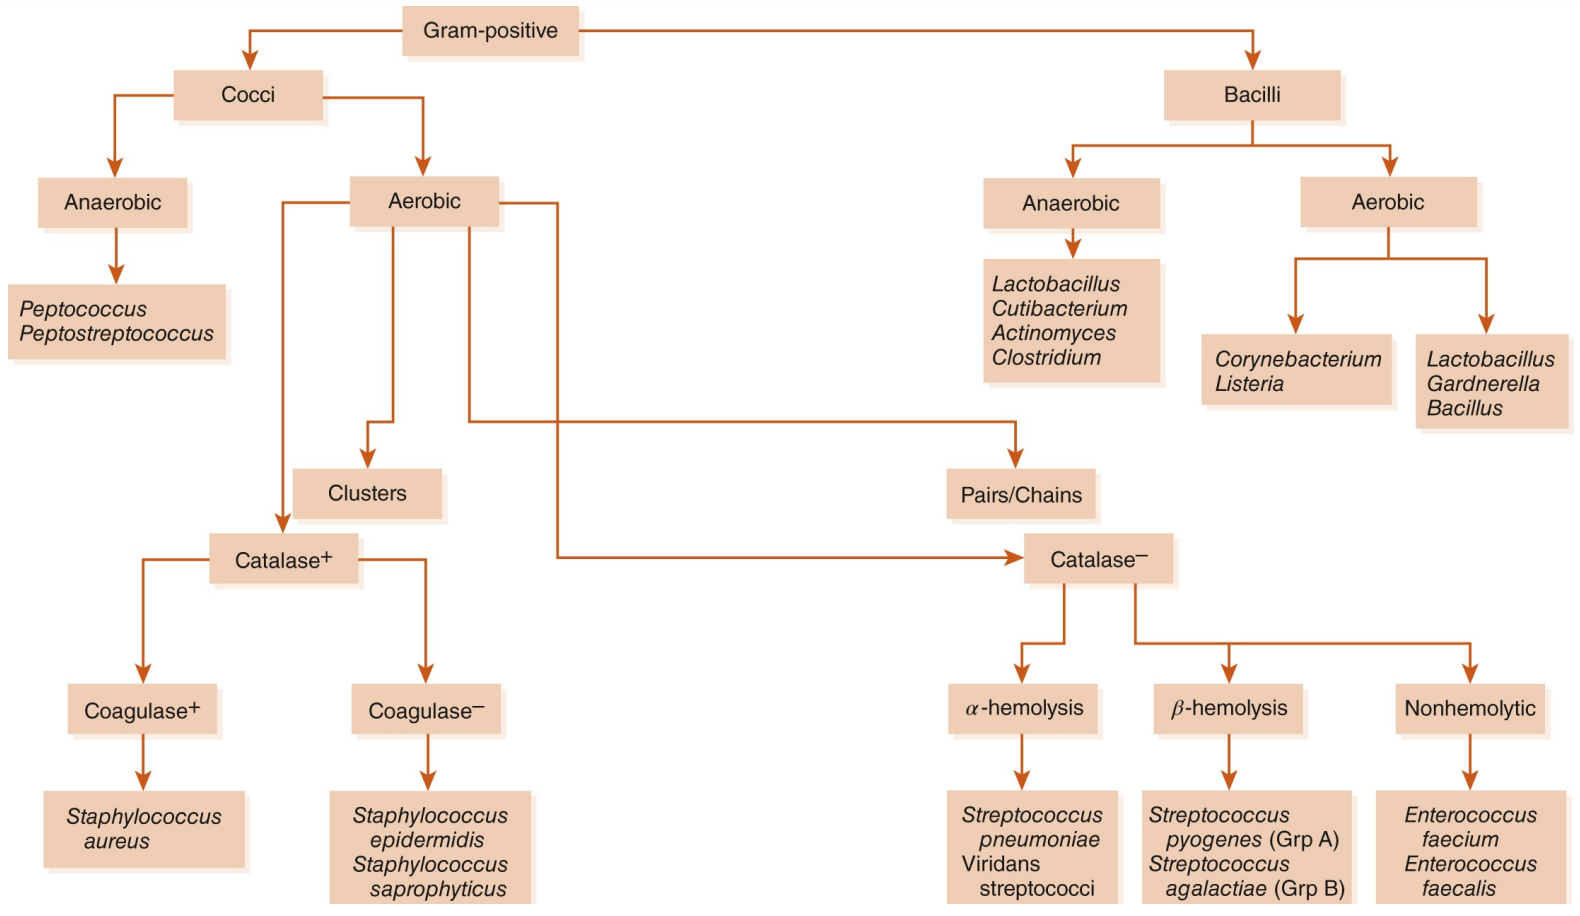 Gram-positive
Cocci
Bacilli
Anaerobic
Aerobic
Anaerobic
Aerobic
Peptococcus
Peptostreptococcus
Lactobacillus
Cutibacterium
Actinomyces
Clostridium
Corynebacterium
Listeria
Lactobacillus
Gardnerella
Bacillus
Clusters
Pairs/Chains
Catalase+
Catalase–
Coagulase+
Coagulase–
α-hemolysis
β-hemolysis
Nonhemolytic
Staphylococcus
aureus
Staphylococcus
epidermidis
Staphylococcus
saprophyticus
Streptococcus
pneumoniae
Viridans
streptococci
Streptococcus
pyogenes (Grp A)
Streptococcus
agalactiae (Grp B)
Enterococcus
faecium
Enterococcus
faecalis